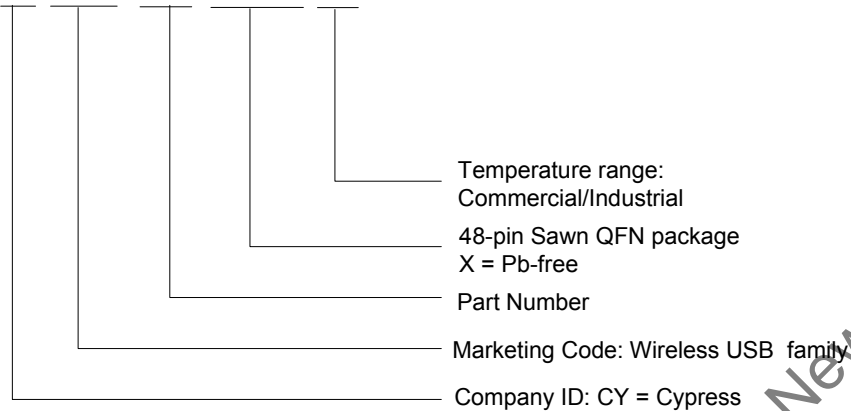 Temperature range:
Commercial/Industrial
48-pin Sawn QFN package
X = Pb-free
Part Number
Marketing Code: Wireless USB family
Company ID: CY = Cypress
New